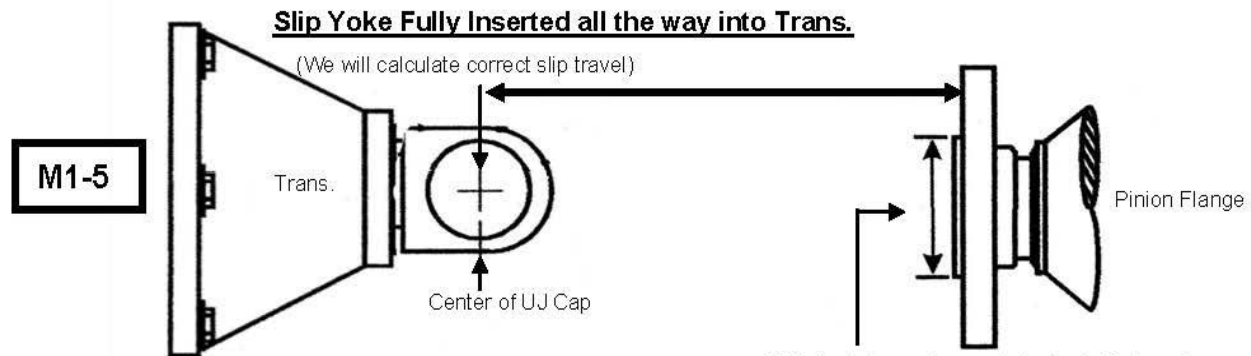 Slip Yoke Fully Inserted all the way into Trans.
(We will calculate correct slip travel)
M1-5
Trans.
Pinion Flange
Center of UJ Cap